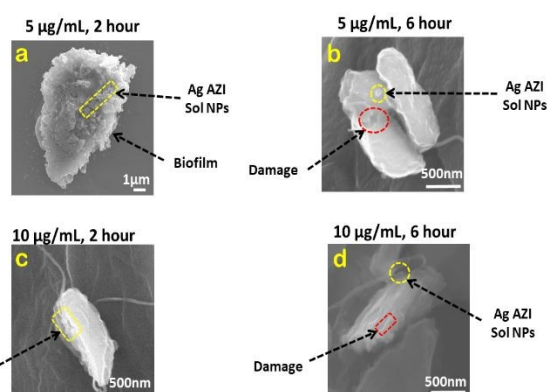 5 µg/mL, 2 hour
a
Ag AZI
Sol NPs
Biofilm
1µm
5 µg/mL, 6 hour
b
Ag AZI
Sol NPs
Damage
500nm
10 µg/mL, 2 hour
c
500nm
10 µg/mL, 6 hour
d
Ag AZI
Sol NPs
Damage
500nm